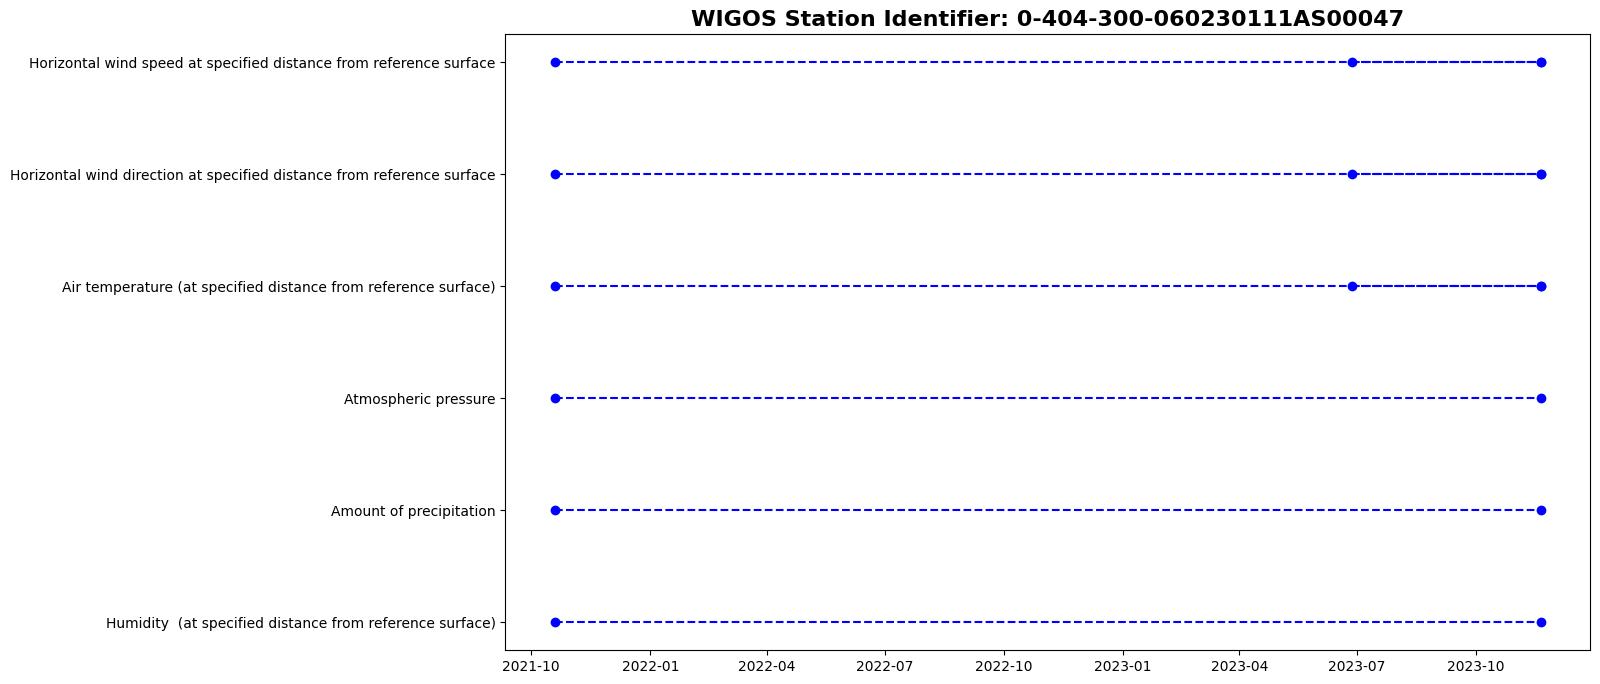 WIGOS Station Identifier: 0-404-300-060230111AS00047
Horizontal wind speed at specified distance from reference surface
Horizontal wind direction at specified distance from reference surface
Air temperature (at specified distance from reference surface)
Atmospheric pressure
Amount of precipitation
Humidity  (at specified distance from reference surface)
2021-10 2022-01 2022-04 2022-07 2022-10 2023-01 2023-04 2023-07 2023-10